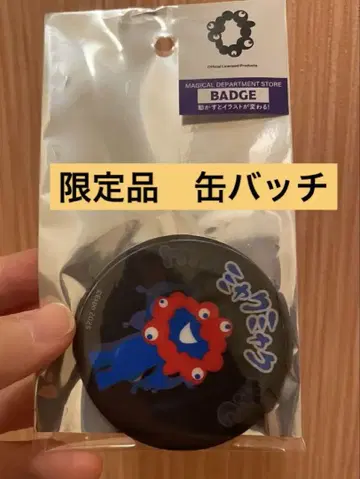 Official Licensed Products
MAGICAL DEPARTMENT STORE
BADGE
動かすとイラストが変わる!
限定品 缶バッチ
ミャクミャク